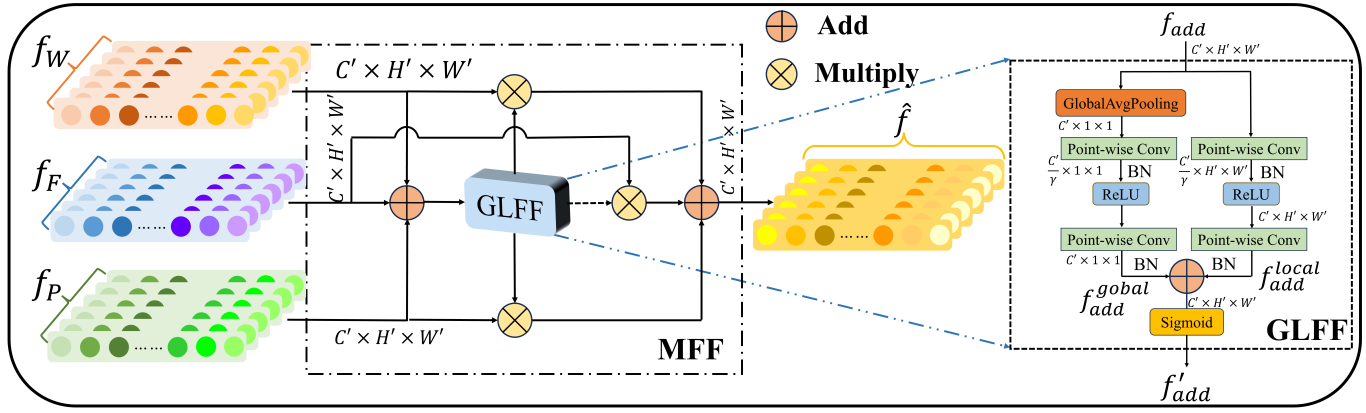 f_W
C′ × H′ × W′
C′ × H′ × W′
f_F
C′ × H′ × W′
GLFF
f_P
C′ × H′ × W′
MFF
Add
Multiply
C′ × H′ × W′
f̂
f_add
C′ × H′ × W′
GlobalAvgPooling
C′ × 1 × 1
Point-wise Conv
Point-wise Conv
C′/γ × 1 × 1
BN
C′/γ × H′ × W′
BN
ReLU
ReLU
C′ × H′ × W′
Point-wise Conv
Point-wise Conv
C′ × 1 × 1
BN
BN
f_add^gobal
f_add^local
C′ × H′ × W′
Sigmoid
GLFF
f′_add